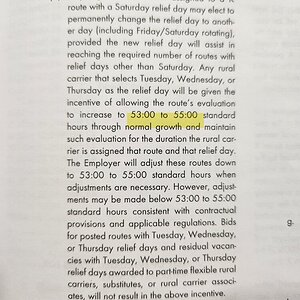 route with a Saturday relief day may elect to
permanently change the relief day to anoth-
er day (including Friday/Saturday rotating),
provided the new relief day will assist in
reaching the required number of routes with
relief days other than Saturday. Any rural
carrier that selects Tuesday, Wednesday, or
Thursday as the relief day will be given the
incentive of allowing the route's evaluation
to increase to 53:00 to 55:00 standard
hours through normal growth and maintain
such evaluation for the duration the rural car-
rier is assigned that route and that relief day.
The Employer will adjust these routes down
to 53:00 to 55:00 standard hours when
adjustments are necessary. However, adjust-
ments may be made below 53:00 to 55:00
standard hours consistent with contractual
provisions and applicable regulations. Bids
for posted routes with Tuesday, Wednesday,
or Thursday relief days and residual vacan-
cies with Tuesday, Wednesday, or Thursday
relief days awarded to part-time flexible rural
carriers, substitutes, or rural carrier associ-
ates, will not result in the above incentive.
g-